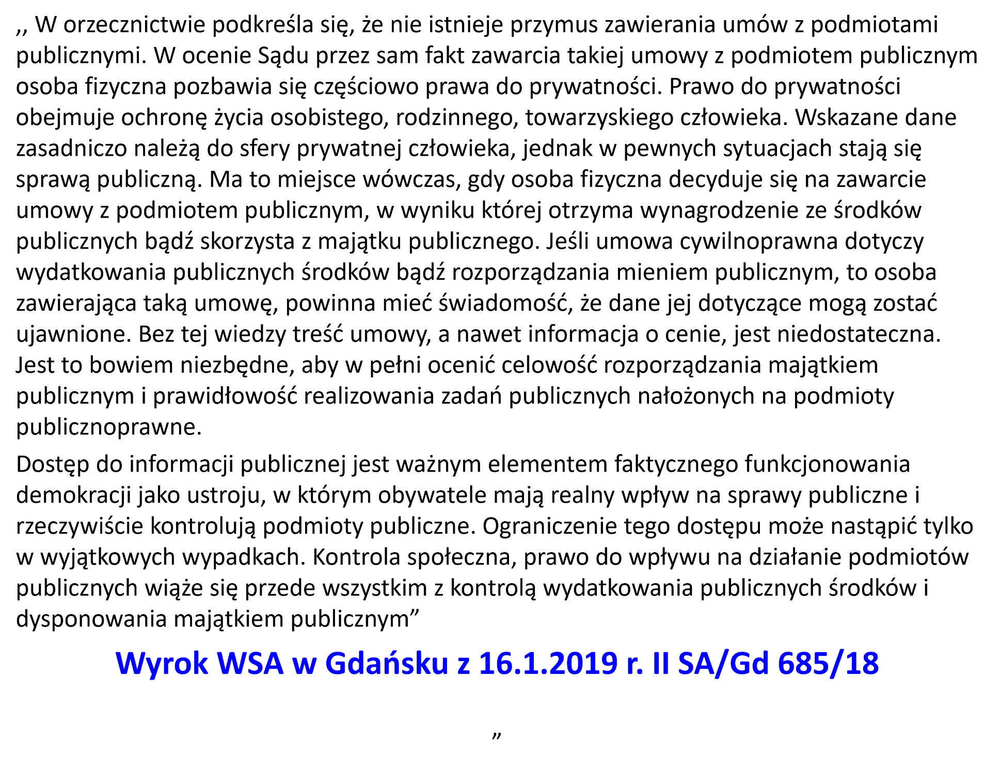 ,, W orzecznictwie podkreśla się, że nie istnieje przymus zawierania umów z podmiotami
publicznymi. W ocenie Sądu przez sam fakt zawarcia takiej umowy z podmiotem publicznym
osoba fizyczna pozbawia się częściowo prawa do prywatności. Prawo do prywatności
obejmuje ochronę życia osobistego, rodzinnego, towarzyskiego człowieka. Wskazane dane
zasadniczo należą do sfery prywatnej człowieka, jednak w pewnych sytuacjach stają się
sprawą publiczną. Ma to miejsce wówczas, gdy osoba fizyczna decyduje się na zawarcie
umowy z podmiotem publicznym, w wyniku której otrzyma wynagrodzenie ze środków
publicznych bądź skorzysta z majątku publicznego. Jeśli umowa cywilnoprawna dotyczy
wydatkowania publicznych środków bądź rozporządzania mieniem publicznym, to osoba
zawierająca taką umowę, powinna mieć świadomość, że dane jej dotyczące mogą zostać
ujawnione. Bez tej wiedzy treść umowy, a nawet informacja o cenie, jest niedostateczna.
Jest to bowiem niezbędne, aby w pełni ocenić celowość rozporządzania majątkiem
publicznym i prawidłowość realizowania zadań publicznych nałożonych na podmioty
publicznoprawne.
Dostęp do informacji publicznej jest ważnym elementem faktycznego funkcjonowania
demokracji jako ustroju, w którym obywatele mają realny wpływ na sprawy publiczne i
rzeczywiście kontrolują podmioty publiczne. Ograniczenie tego dostępu może nastąpić tylko
w wyjątkowych wypadkach. Kontrola społeczna, prawo do wpływu na działanie podmiotów
publicznych wiąże się przede wszystkim z kontrolą wydatkowania publicznych środków i
dysponowania majątkiem publicznym”
Wyrok WSA w Gdańsku z 16.1.2019 r. II SA/Gd 685/18
”